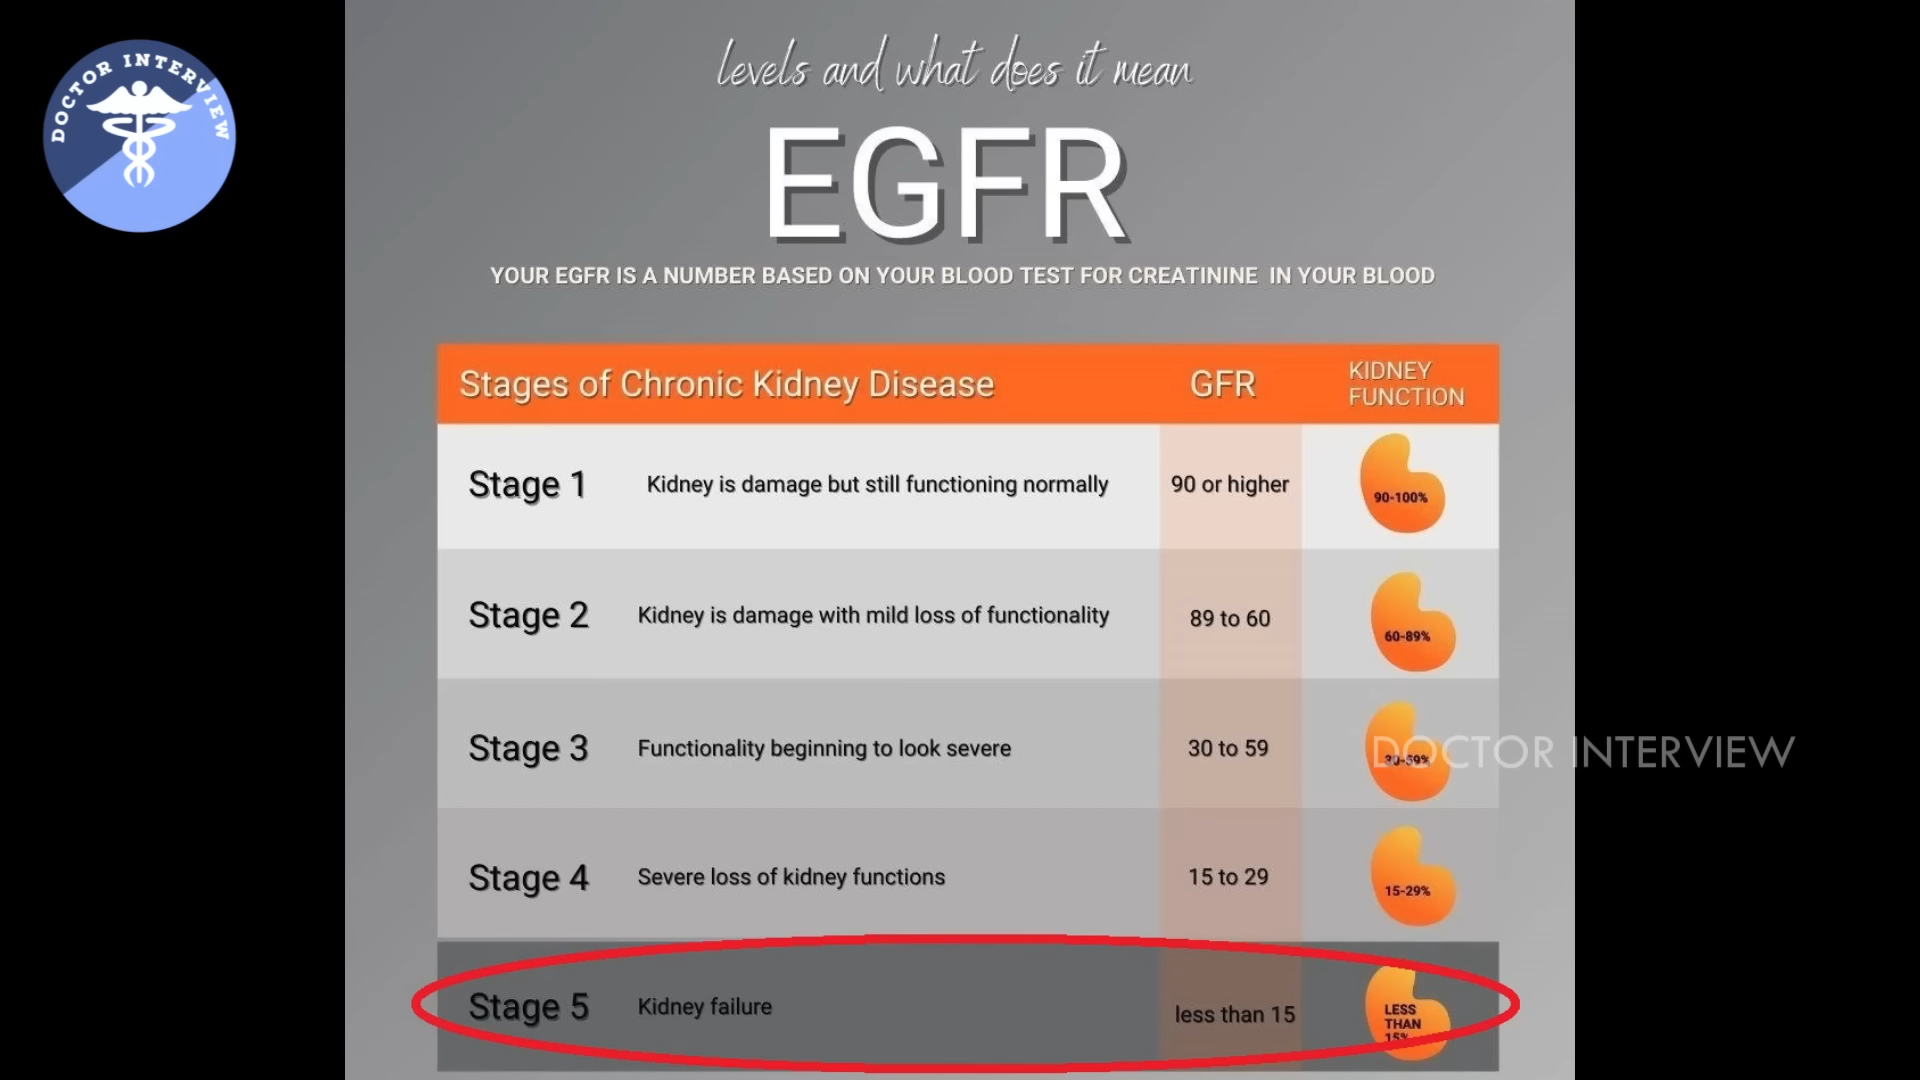 DOCTOR INTERVIEW
levels and what does it mean
EGFR
YOUR EGFR IS A NUMBER BASED ON YOUR BLOOD TEST FOR CREATININE IN YOUR BLOOD
Stages of Chronic Kidney Disease GFR KIDNEY
FUNCTION
Stage 1 Kidney is damage but still functioning normally 90 or higher 90-100%
Stage 2 Kidney is damage with mild loss of functionality 89 to 60 60-89%
Stage 3 Functionality beginning to look severe 30 to 59 30-59%
DOCTOR INTERVIEW
Stage 4 Severe loss of kidney functions 15 to 29 15-29%
Stage 5 Kidney failure less than 15 LESS
THAN
15%